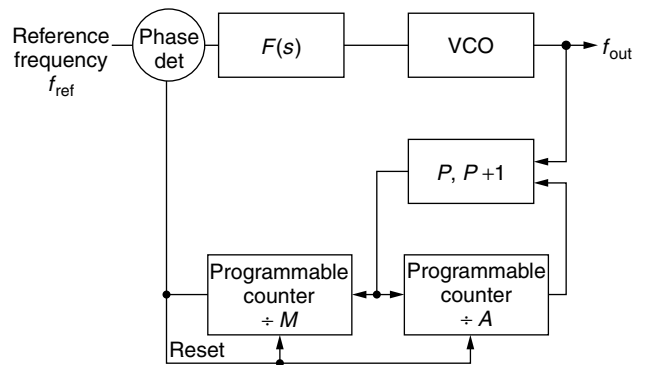 Reference
frequency
f_ref
Phase
det
F(s)
VCO
f_out
P, P +1
Programmable
counter
÷ M
Programmable
counter
÷ A
Reset